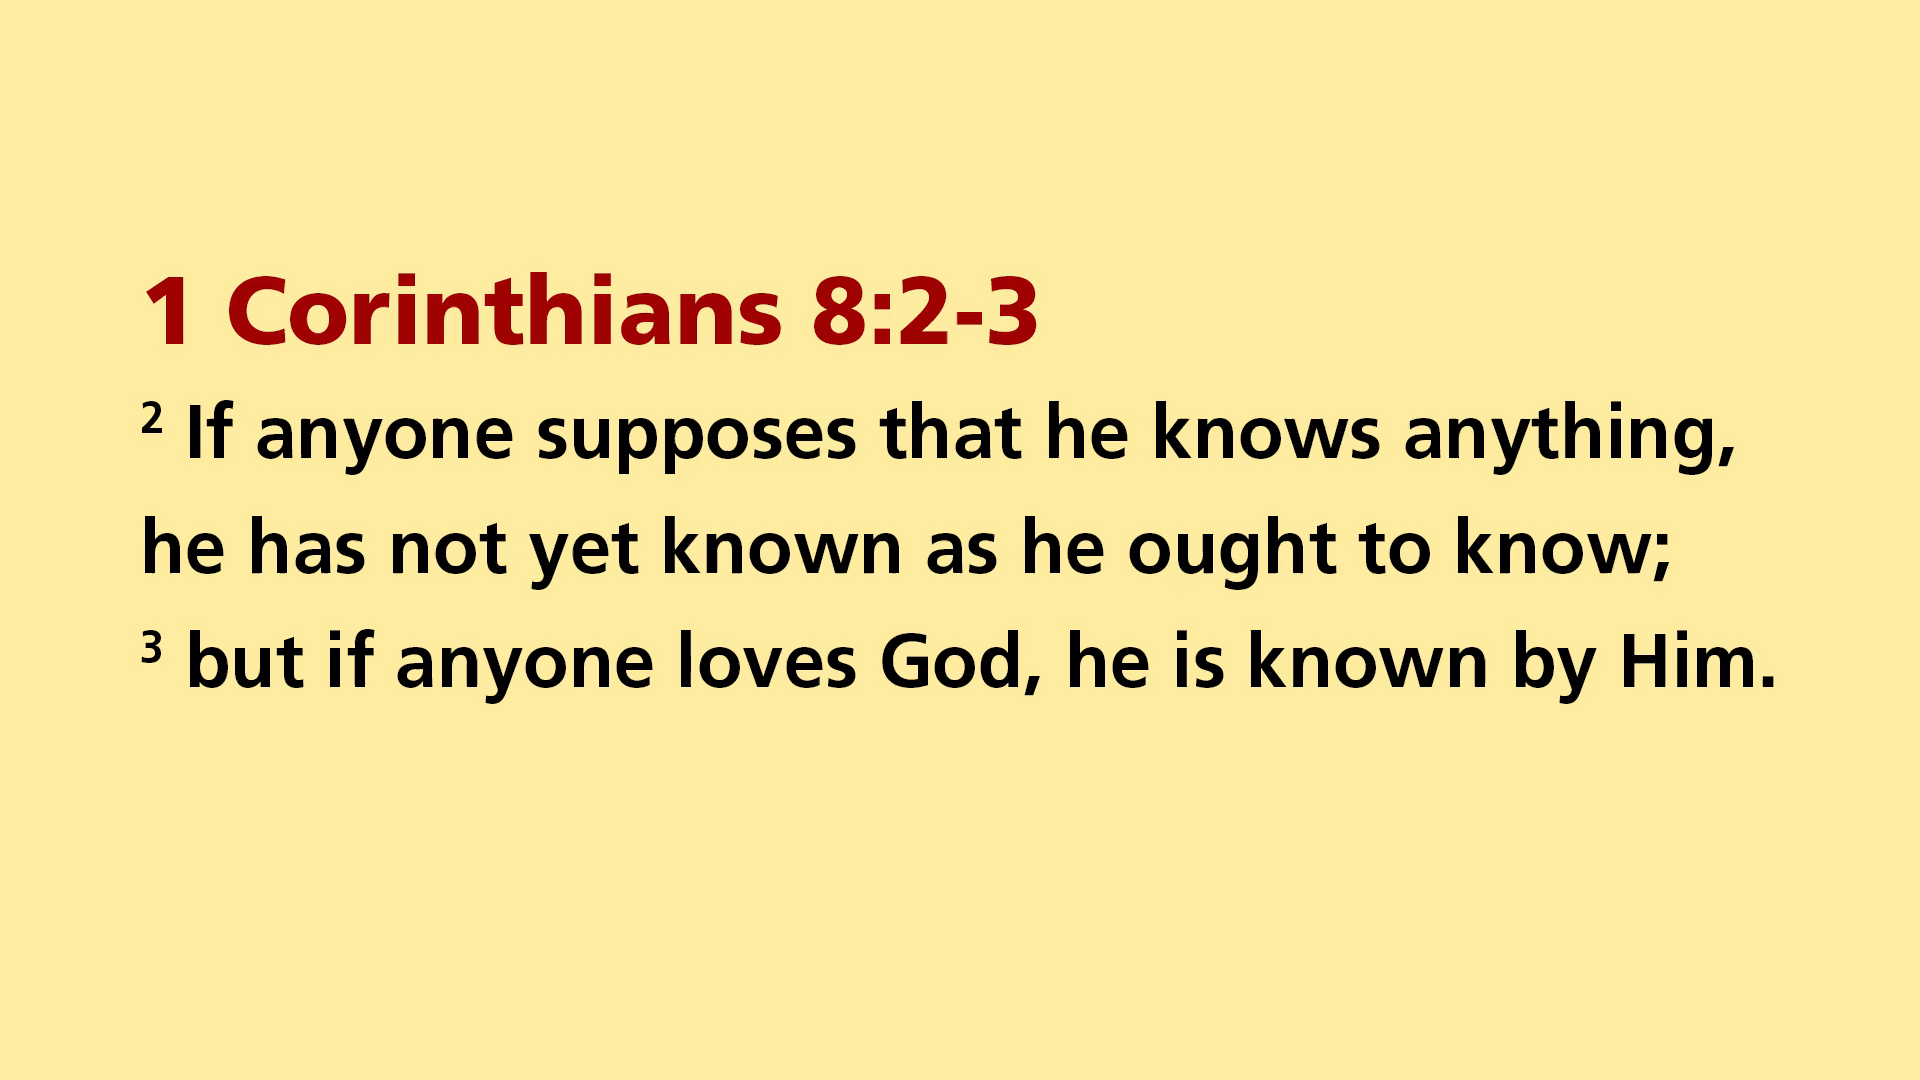 1 Corinthians 8:2-3
2 If anyone supposes that he knows anything,
he has not yet known as he ought to know;
3 but if anyone loves God, he is known by Him.